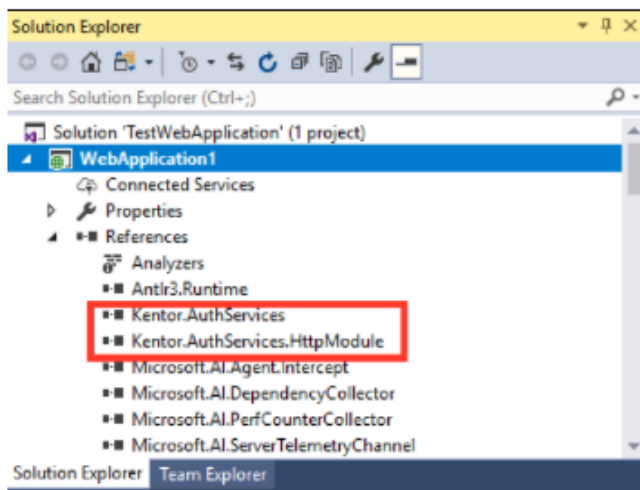 Solution Explorer
Search Solution Explorer (Ctrl+;)
Solution 'TestWebApplication' (1 project)
WebApplication1
Connected Services
Properties
References
Analyzers
Antlr3.Runtime
Kentor.AuthServices
Kentor.AuthServices.HttpModule
Microsoft.AI.Agent.Intercept
Microsoft.AI.DependencyCollector
Microsoft.AI.PerfCounterCollector
Microsoft.AI.ServerTelemetryChannel
Solution Explorer Team Explorer